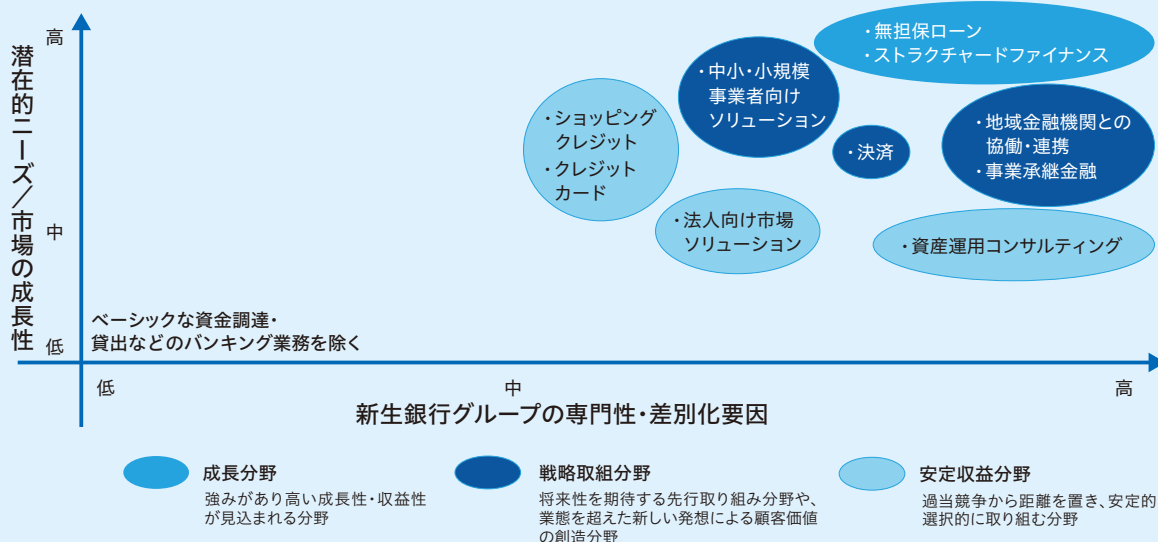 潜在的ニーズ／市場の成長性
高
中
低
・無担保ローン
・ストラクチャードファイナンス
・中小・小規模
事業者向け
ソリューション
・ショッピング
クレジット
・クレジット
カード
・決済
・地域金融機関との
協働・連携
・事業承継金融
・法人向け市場
ソリューション
・資産運用コンサルティング
ベーシックな資金調達・
貸出などのバンキング業務を除く
低
中
高
新生銀行グループの専門性・差別化要因
成長分野
強みがあり高い成長性・収益性
が見込まれる分野
戦略取組分野
将来性を期待する先行取り組み分野や、
業態を超えた新しい発想による顧客価値
の創造分野
安定収益分野
過当競争から距離を置き、安定的
選択的に取り組む分野